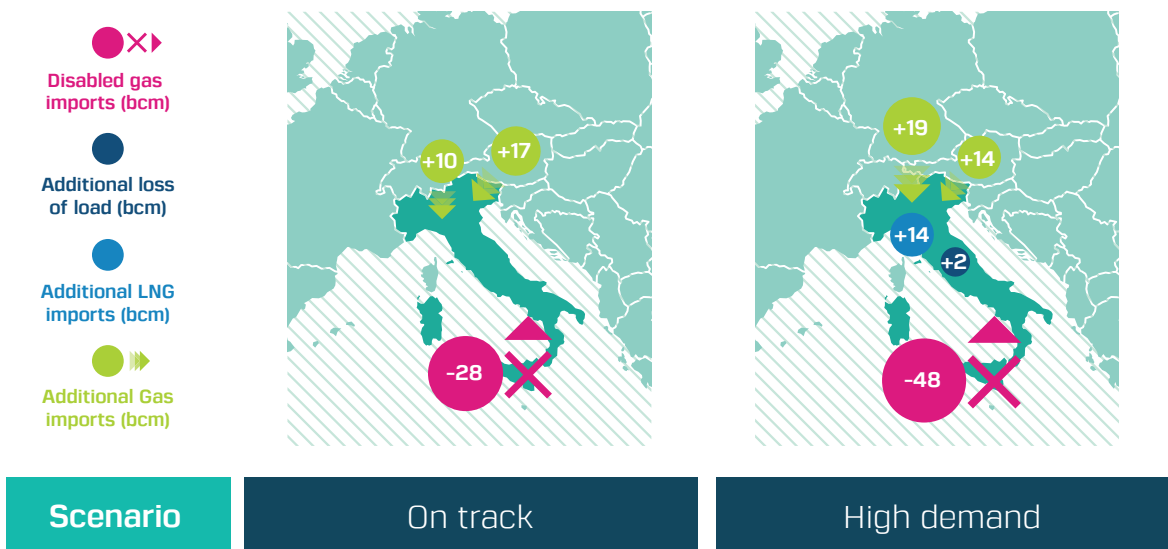 Disabled gas
imports (bcm)
Additional loss
of load (bcm)
Additional LNG
imports (bcm)
Additional Gas
imports (bcm)
+10
+17
-28
+19
+14
+14
+2
-48
Scenario
On track
High demand